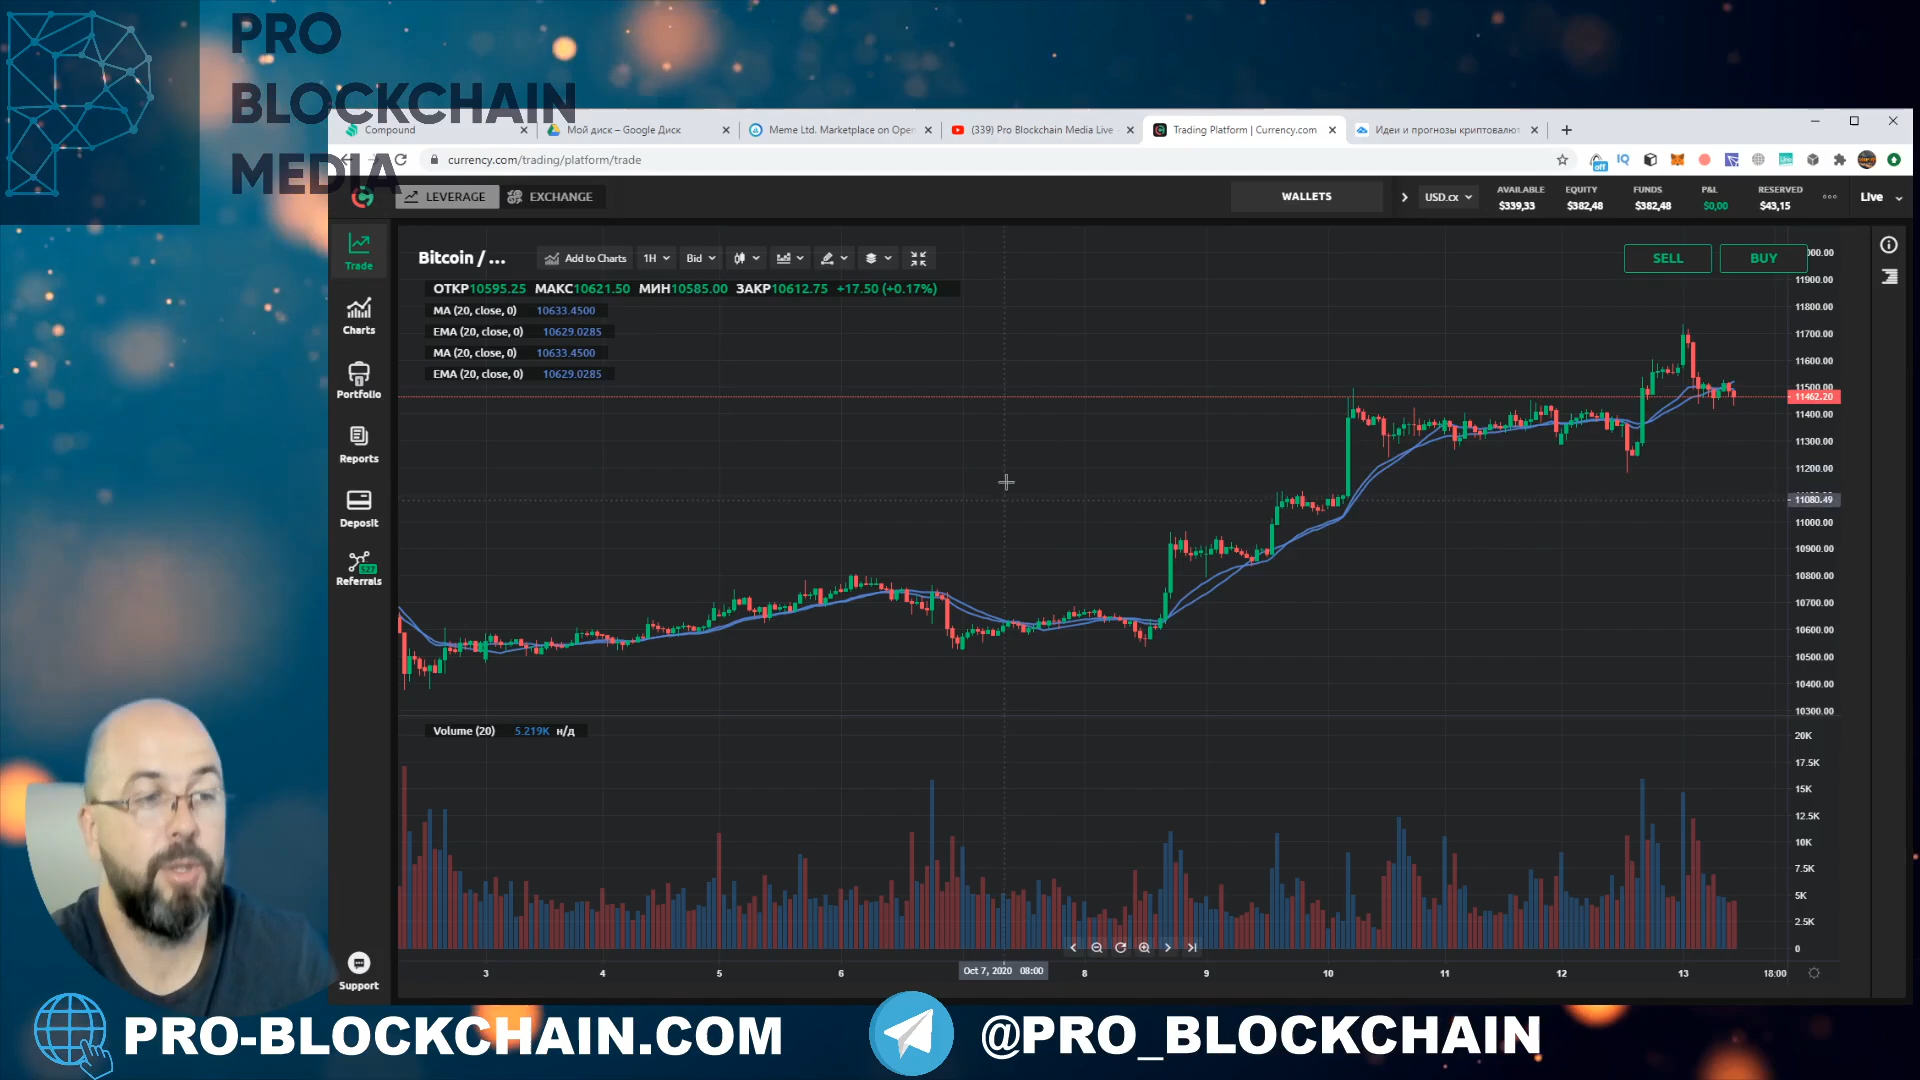 PRO
BLOCKCHAIN
MEDIA
Compound
Мой диск – Google Диск
Meme Ltd. Marketplace on Open
(339) Pro Blockchain Media Live
Trading Platform | Currency.com
Идеи и прогнозы криптовалют
currency.com/trading/platform/trade
off
LEVERAGE
EXCHANGE
WALLETS
USD.cx
AVAILABLE
$339,33
EQUITY
$382,48
FUNDS
$382,48
P&L
$0,00
RESERVED
$43,15
Live
Trade
Charts
Portfolio
Reports
Deposit
Referrals
Support
Bitcoin / ...
Add to Charts
1H
Bid
SELL
BUY
ОТКР10595.25 МАКС10621.50 МИН10585.00 ЗАКР10612.75 +17.50 (+0.17%)
MA (20, close, 0) 10633.4500
EMA (20, close, 0) 10629.0285
MA (20, close, 0) 10633.4500
EMA (20, close, 0) 10629.0285
11900.00
11800.00
11700.00
11600.00
11500.00
11462.20
11400.00
11300.00
11200.00
11080.49
11000.00
10900.00
10800.00
10700.00
10600.00
10500.00
10400.00
10300.00
Volume (20) 5.219K н/д
20K
17.5K
15K
12.5K
10K
7.5K
5K
2.5K
0
3 4 5 6 Oct 7, 2020 08:00 8 9 10 11 12 13 18:00
PRO-BLOCKCHAIN.COM
@PRO_BLOCKCHAIN